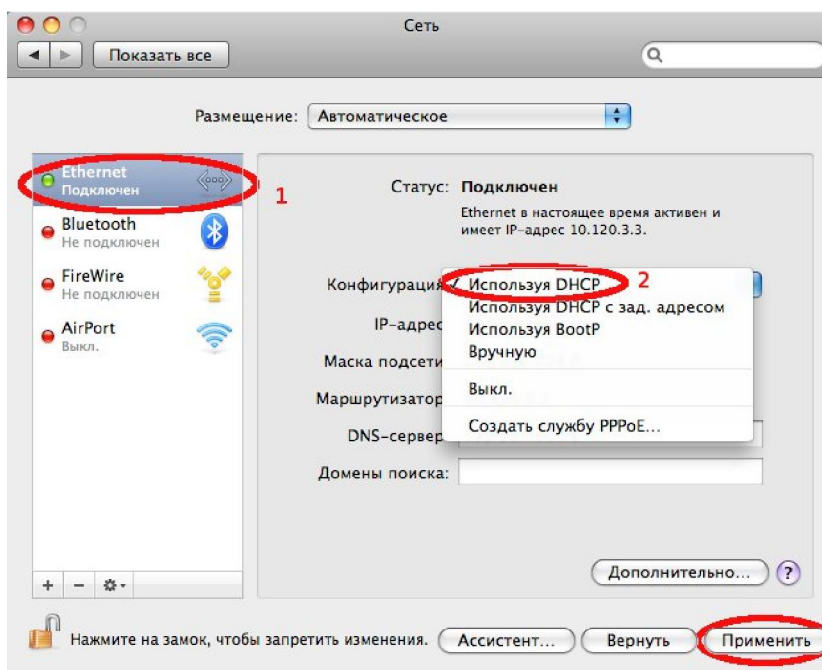 Сеть
Показать все
Размещение: Автоматическое
Ethernet
Подключен
1
Bluetooth
Не подключен
FireWire
Не подключен
AirPort
Выкл.
Статус: Подключен
Ethernet в настоящее время активен и
имеет IP-адрес 10.120.3.3.
Конфигурация ✓ Используя DHCP 2
Используя DHCP с зад. адресом
IP-адрес
Используя BootP
Вручную
Маска подсети
Выкл.
Маршрутизатор
Создать службу PPPoE...
DNS-сервер
Домены поиска:
Дополнительно... ?
Нажмите на замок, чтобы запретить изменения. Ассистент... Вернуть Применить